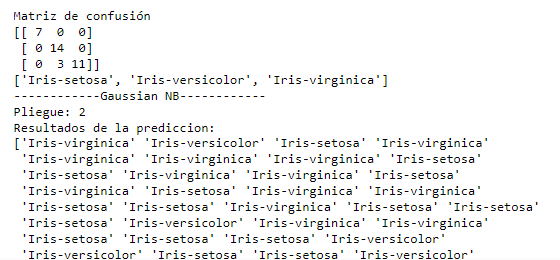 Matriz de confusión
[[ 7  0  0]
 [ 0 14  0]
 [ 0  3 11]]
['Iris-setosa', 'Iris-versicolor', 'Iris-virginica']
------------Gaussian NB------------
Pliegue: 2
Resultados de la prediccion:
['Iris-virginica' 'Iris-versicolor' 'Iris-setosa' 'Iris-virginica'
 'Iris-virginica' 'Iris-virginica' 'Iris-virginica' 'Iris-setosa'
 'Iris-setosa' 'Iris-virginica' 'Iris-virginica' 'Iris-setosa'
 'Iris-virginica' 'Iris-setosa' 'Iris-virginica' 'Iris-virginica'
 'Iris-setosa' 'Iris-setosa' 'Iris-virginica' 'Iris-setosa' 'Iris-setosa'
 'Iris-setosa' 'Iris-versicolor' 'Iris-virginica' 'Iris-virginica'
 'Iris-setosa' 'Iris-setosa' 'Iris-setosa' 'Iris-versicolor'
 'Iris-versicolor' 'Iris-setosa' 'Iris-setosa' 'Iris-versicolor'